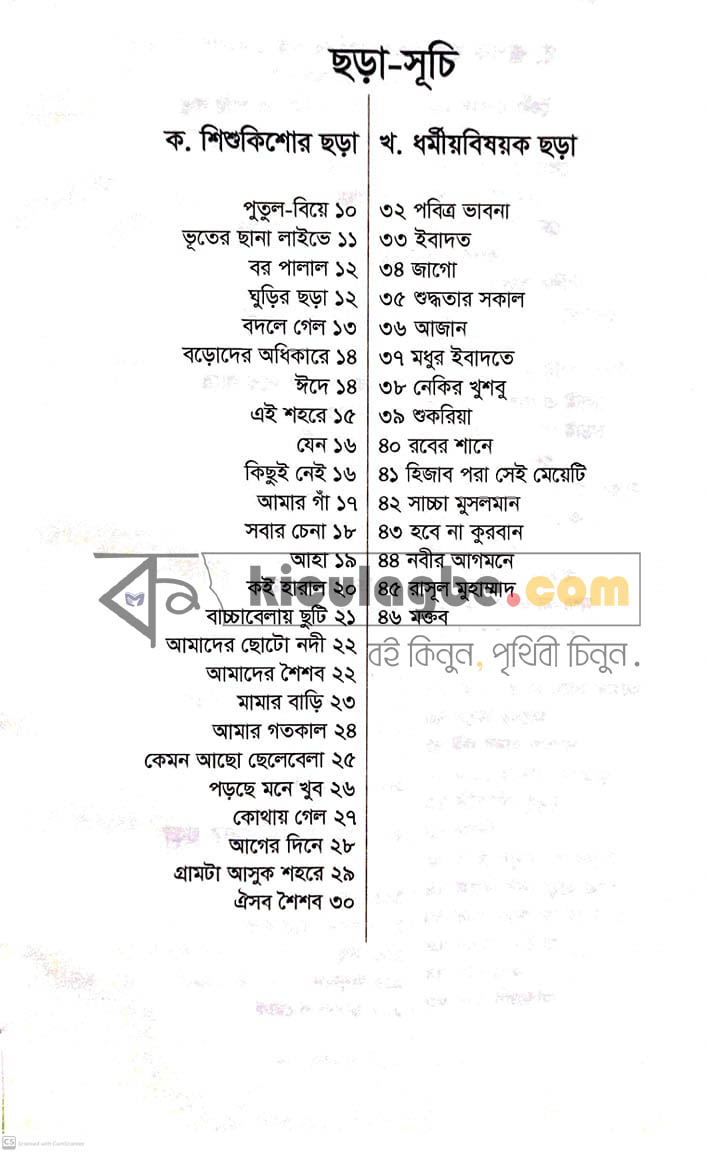 ছড়া-সূচি
ক. শিশুকিশোর ছড়া
পুতুল-বিয়ে ১০
ভূতের ছানা লাইভে ১১
বর পালাল ১২
ঘুড়ির ছড়া ১২
বদলে গেল ১৩
বড়োদের অধিকারে ১৪
ঈদে ১৪
এই শহরে ১৫
যেন ১৬
কিছুই নেই ১৬
আমার গাঁ ১৭
সবার চেনা ১৮
আহা ১৯
কই হারাল ২০
বাচ্চাবেলায় ছুটি ২১
আমাদের ছোটো নদী ২২
আমাদের শৈশব ২২
মামার বাড়ি ২৩
আমার গতকাল ২৪
কেমন আছো ছেলেবেলা ২৫
পড়ছে মনে খুব ২৬
কোথায় গেল ২৭
আগের দিনে ২৮
গ্রামটা আসুক শহরে ২৯
ঐসব শৈশব ৩০
খ. ধর্মীয়বিষয়ক ছড়া
৩২ পবিত্র ভাবনা
৩৩ ইবাদত
৩৪ জাগো
৩৫ শুদ্ধতার সকাল
৩৬ আজান
৩৭ মধুর ইবাদতে
৩৮ নেকির খুশবু
৩৯ শুকরিয়া
৪০ রবের শানে
৪১ হিজাব পরা সেই মেয়েটি
৪২ সাচ্চা মুসলমান
৪৩ হবে না কুরবান
৪৪ নবীর আগমনে
৪৫ রাসুল মুহাম্মাদ
৪৬ মক্তব
kiculagbe.com
বই কিনুন, পৃথিবী চিনুন.
CS Scanned with CamScanner